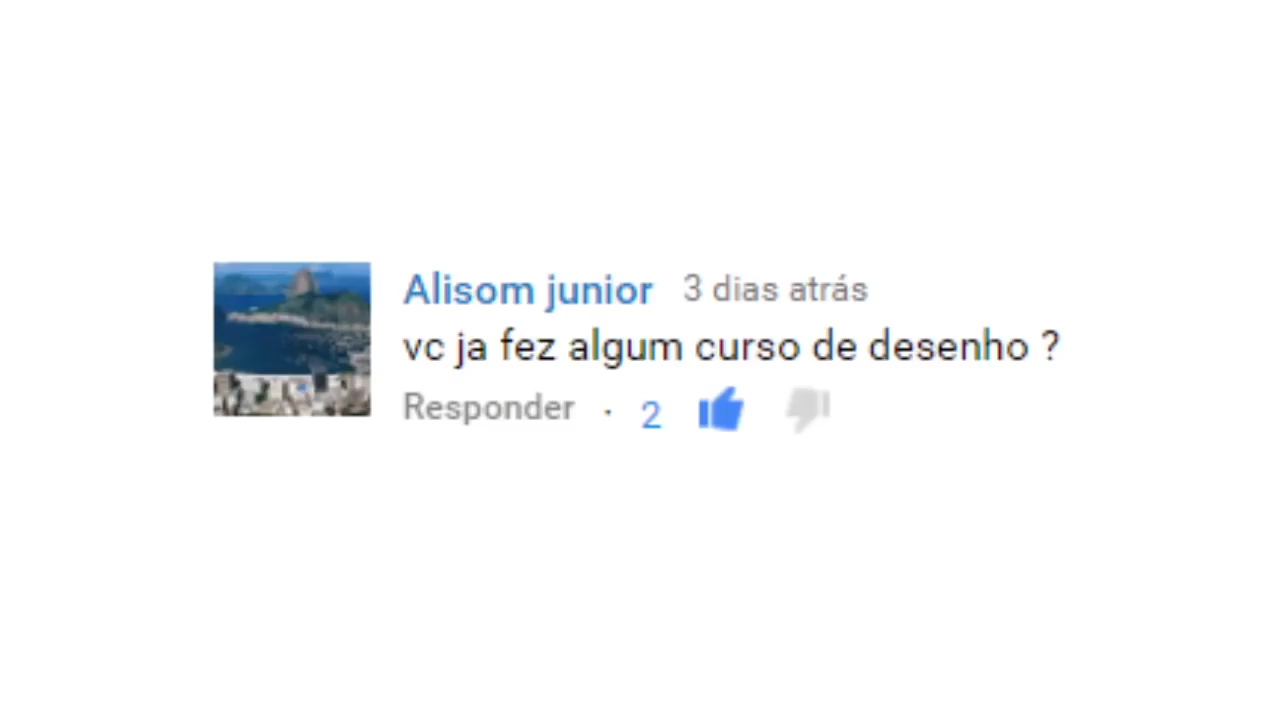 Alisom junior 3 dias atrás
vc ja fez algum curso de desenho ?
Responder · 2